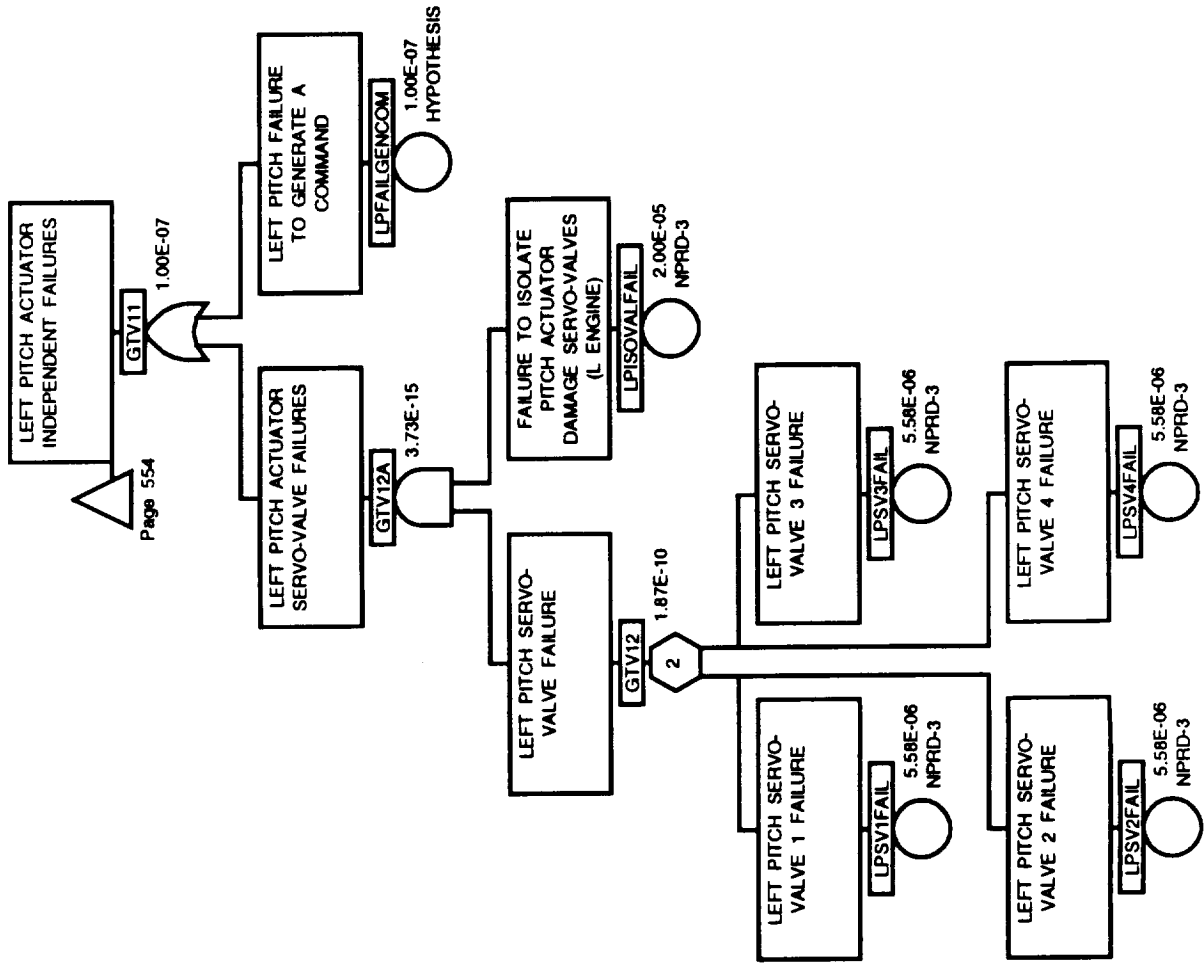 LEFT PITCH ACTUATOR
INDEPENDENT FAILURES
GTV11
1.00E-07
Page 554
LEFT PITCH ACTUATOR
SERVO-VALVE FAILURES
GTV12A
3.73E-15
LEFT PITCH FAILURE
TO GENERATE A
COMMAND
LPFAILGENCOM
1.00E-07
HYPOTHESIS
LEFT PITCH SERVO-
VALVE FAILURE
GTV12
1.87E-10
2
FAILURE TO ISOLATE
PITCH ACTUATOR
DAMAGE SERVO-VALVES
(L ENGINE)
LPISOVALFAIL
2.00E-05
NPRD-3
LEFT PITCH SERVO-
VALVE 1 FAILURE
LPSV1FAIL
5.58E-06
NPRD-3
LEFT PITCH SERVO-
VALVE 3 FAILURE
LPSV3FAIL
5.58E-06
NPRD-3
LEFT PITCH SERVO-
VALVE 2 FAILURE
LPSV2FAIL
5.58E-06
NPRD-3
LEFT PITCH SERVO-
VALVE 4 FAILURE
LPSV4FAIL
5.58E-06
NPRD-3